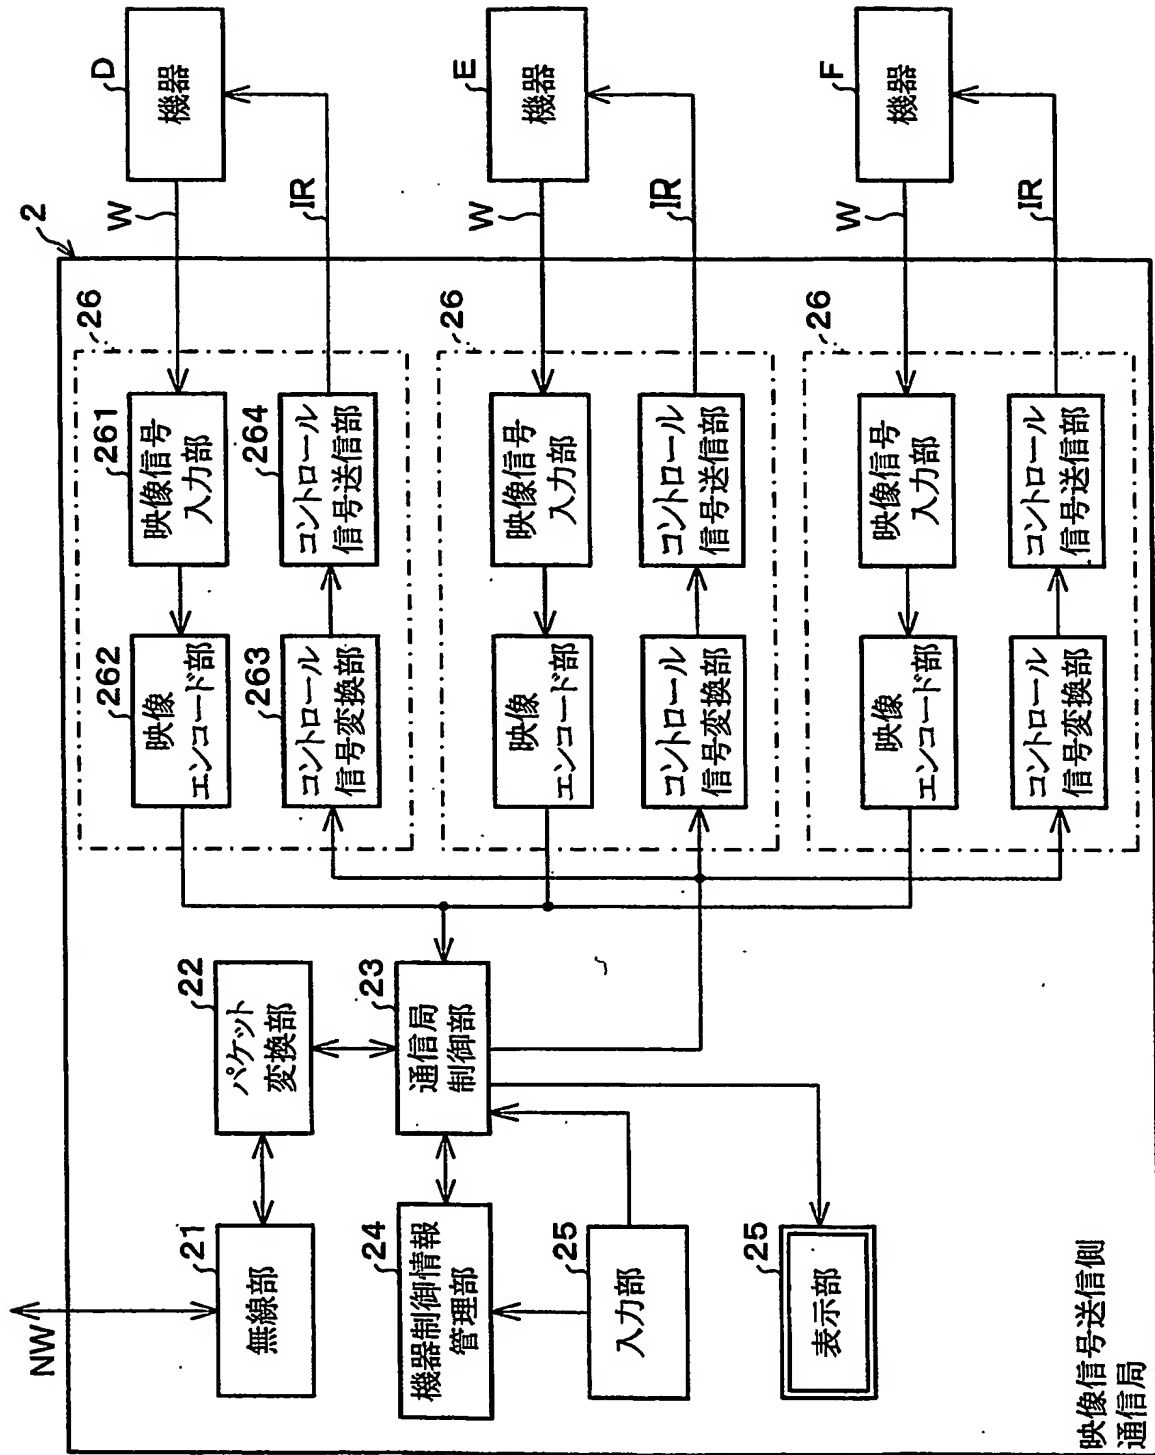 NW
21
無線部
22
パケット
変換部
24
機器制御情報
管理部
23
通信局
制御部
25
入力部
25
表示部
2
26
262
映像
エンコード部
261
映像信号
入力部
263
コントロール
信号変換部
264
コントロール
信号送信部
W
IR
D
機器
26
映像
エンコード部
映像信号
入力部
コントロール
信号変換部
コントロール
信号送信部
W
IR
E
機器
26
映像
エンコード部
映像信号
入力部
コントロール
信号変換部
コントロール
信号送信部
W
IR
F
機器
映像信号送信側
通信局